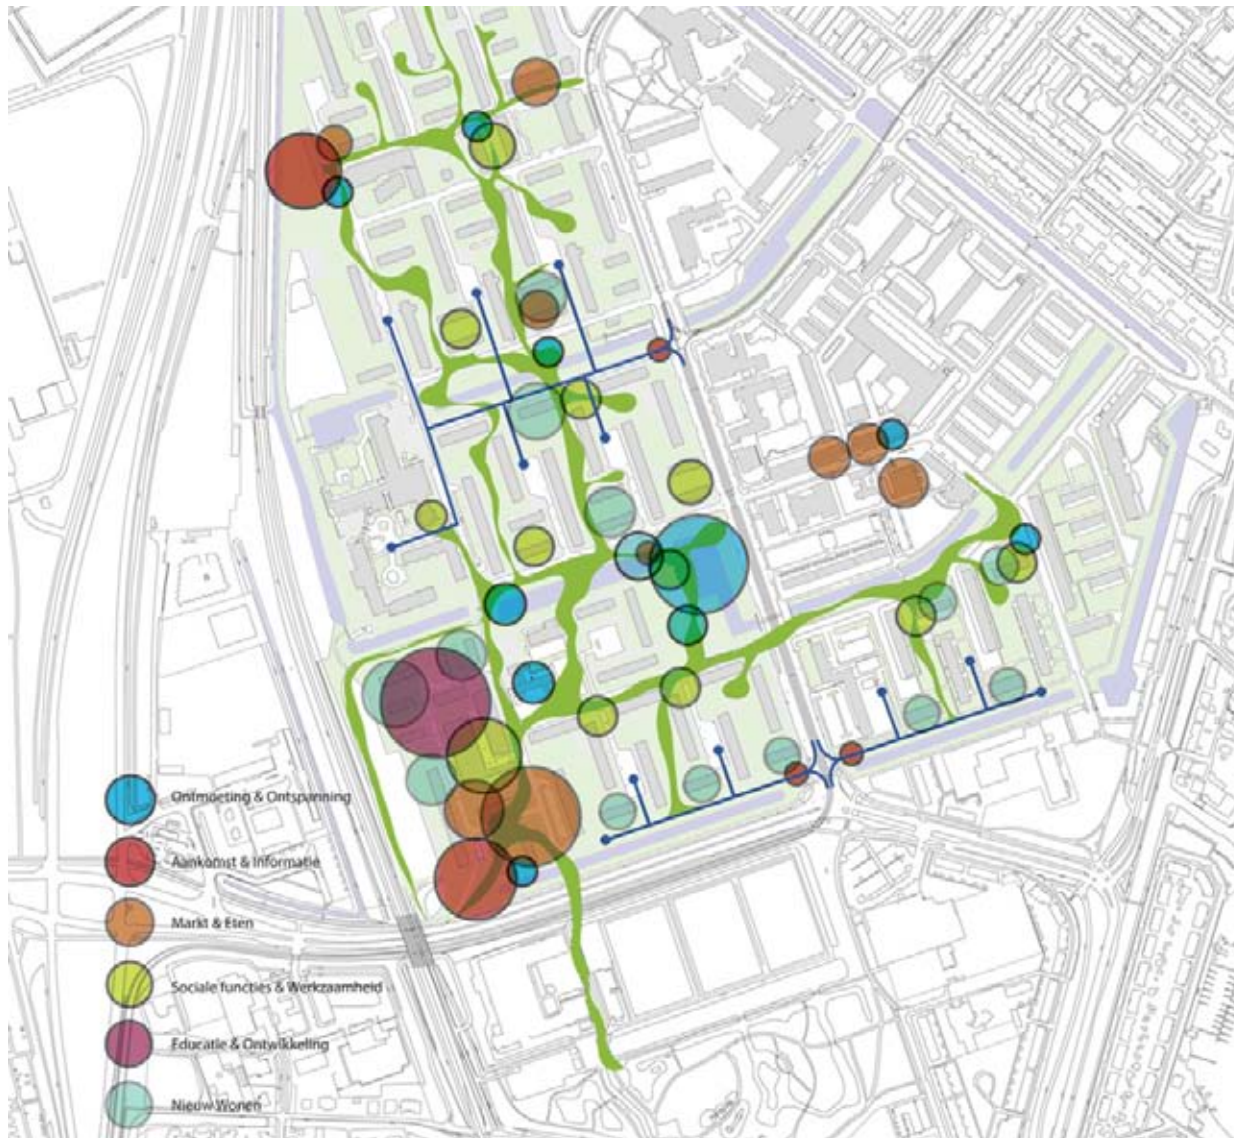 Ontmoeting & Ontspanning
Aankomst & Informatie
Markt & Eten
Sociale functies & Werkzaamheid
Educatie & Ontwikkeling
Nieuw Wonen